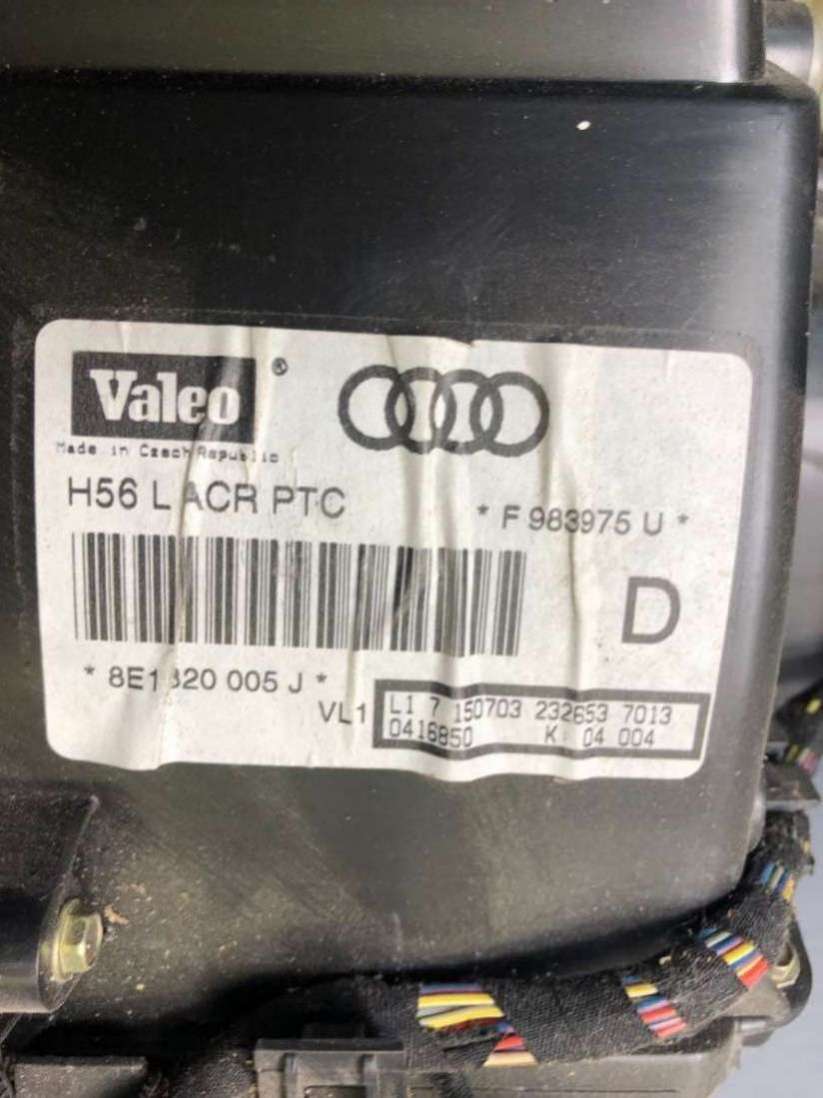 Valeo ®
Made in Czech Republic
H56 L ACR PTC
* F 983975 U *
D
* 8E1 820 005 J *
VL1
L1 7 150703 232653 7013
0416850 K 04 004